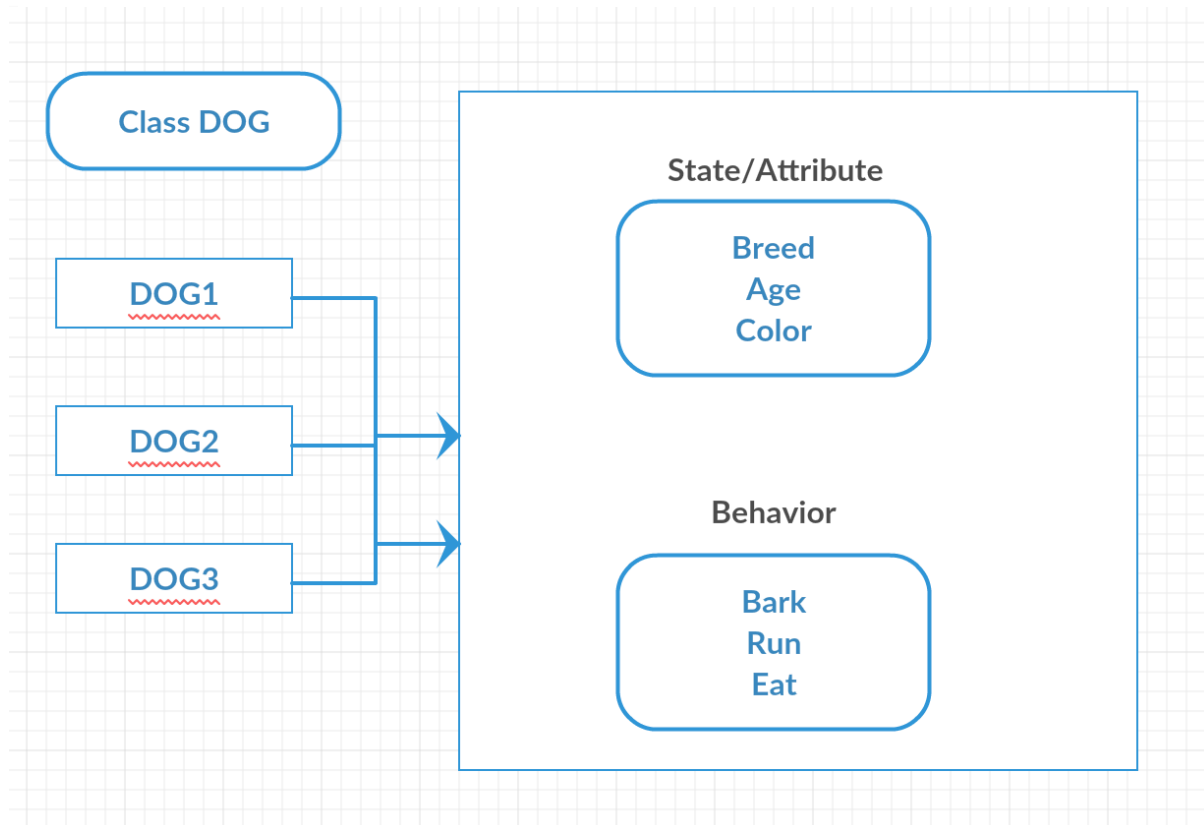 Class DOG
DOG1
DOG2
DOG3
State/Attribute
Breed
Age
Color
Behavior
Bark
Run
Eat